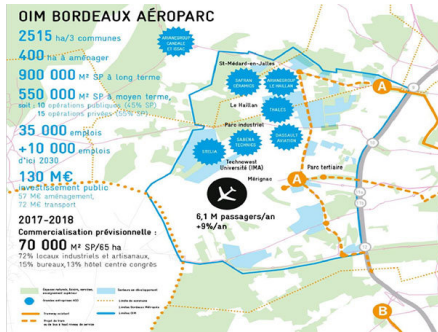 OIM BORDEAUX AÉROPARC
2515 ha/3 communes
400 ha à aménager
900 000 M² SP à long terme
550 000 M² SP à moyen terme,
soit : 10 opérations publiques (45% SP)
15 opérations privées (55% SP)
35 000 emplois
+10 000 emplois
d'ici 2030
130 M€,
investissement public
57 M€ aménagement,
72 M€ transport
2017-2018
Commercialisation prévisionnelle :
70 000 M² SP/65 ha
72% locaux industriels et artisanaux,
15% bureaux, 13% hôtel centre congrès
St-Médard-en-Jalles
Le Haillan
THALES
Parc industriel
DASSAULT
AVIATION
SABENA
TECHNICS
Technowest
Université (IMA)
Mérignac
Parc tertiaire
6,1 M passagers/an
+9%/an
A
A
B
Limite OIM